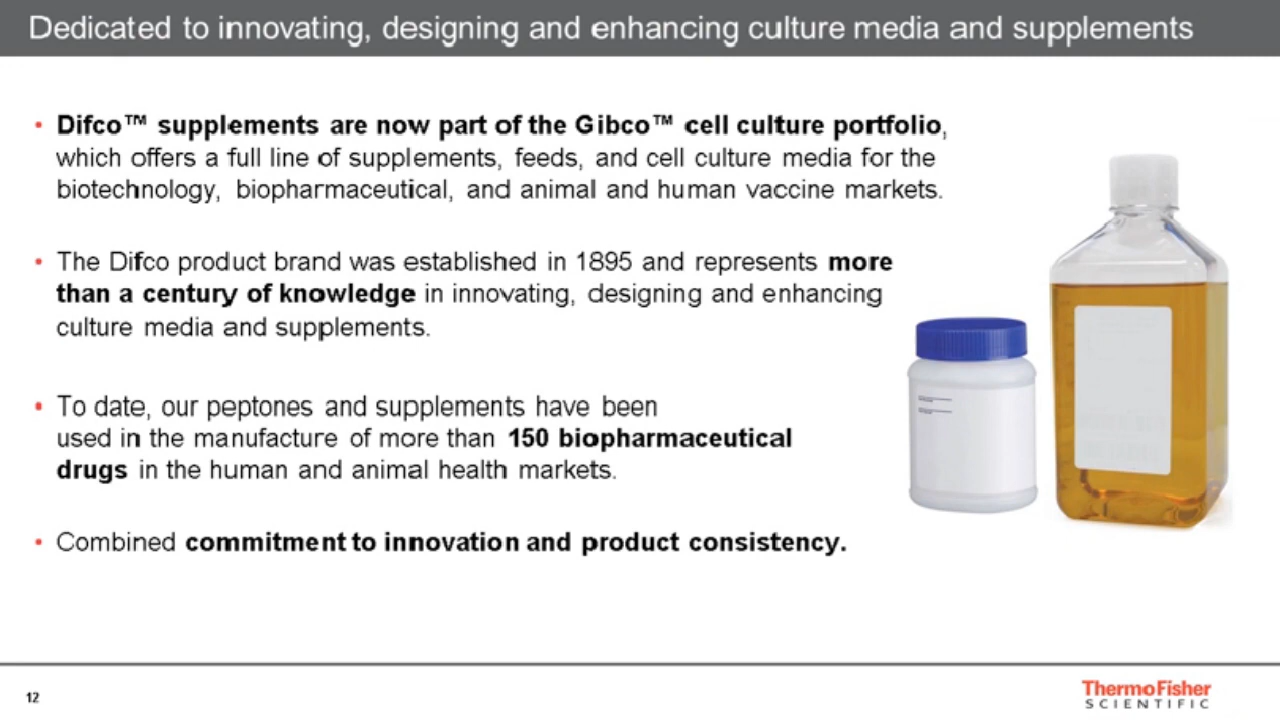 Dedicated to innovating, designing and enhancing culture media and supplements
• Difco™ supplements are now part of the Gibco™ cell culture portfolio,
which offers a full line of supplements, feeds, and cell culture media for the
biotechnology, biopharmaceutical, and animal and human vaccine markets.
• The Difco product brand was established in 1895 and represents more
than a century of knowledge in innovating, designing and enhancing
culture media and supplements.
• To date, our peptones and supplements have been
used in the manufacture of more than 150 biopharmaceutical
drugs in the human and animal health markets.
• Combined commitment to innovation and product consistency.
12
ThermoFisher
SCIENTIFIC